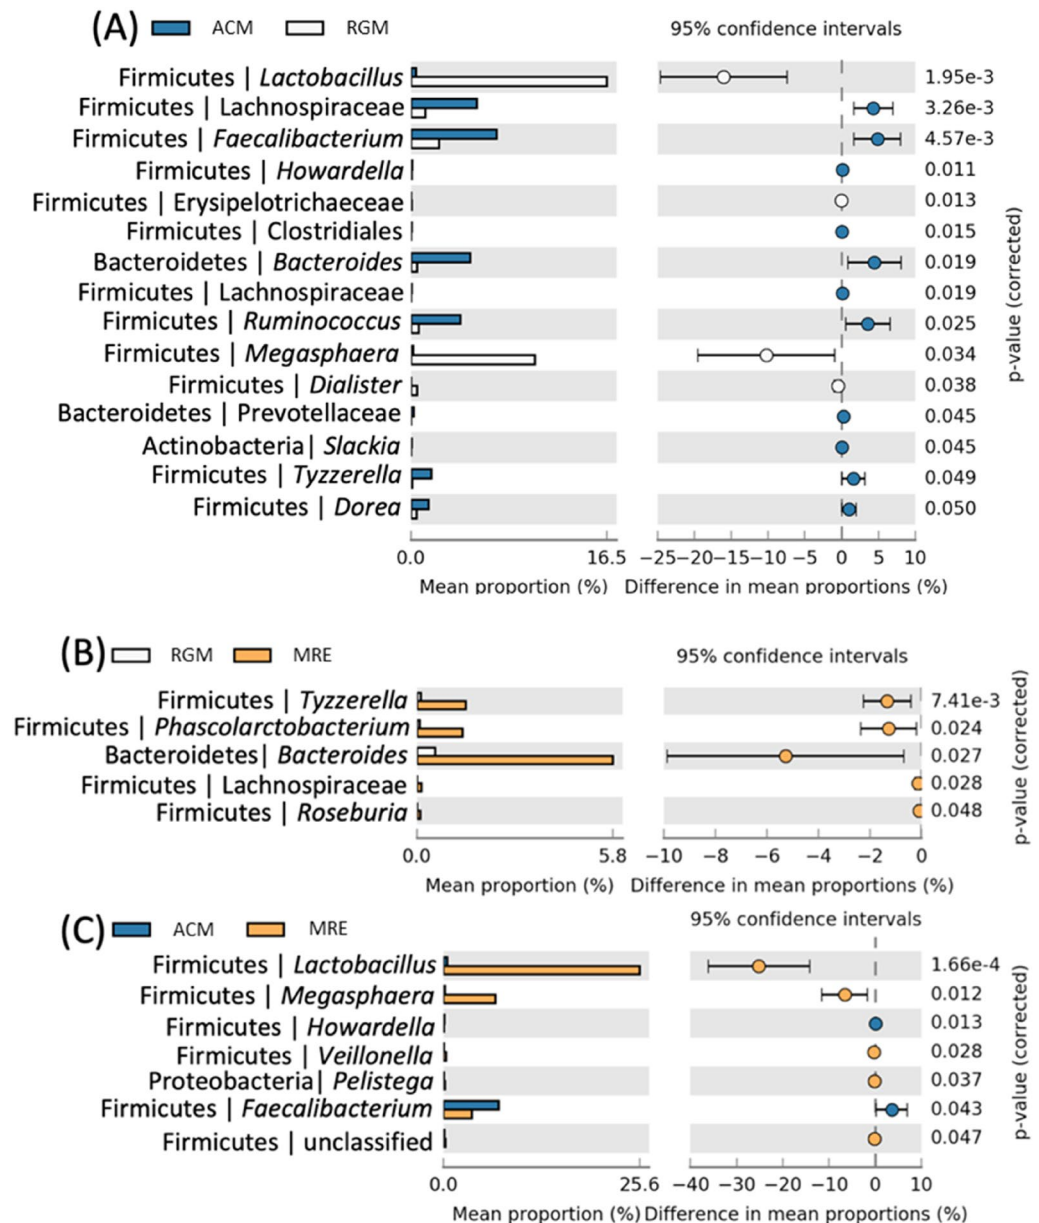 (A) ACM RGM 95% confidence intervals
Firmicutes | Lactobacillus 1.95e-3
Firmicutes | Lachnospiraceae 3.26e-3
Firmicutes | Faecalibacterium 4.57e-3
Firmicutes | Howardella 0.011
Firmicutes | Erysipelotrichaeceae 0.013
Firmicutes | Clostridiales 0.015
Bacteroidetes | Bacteroides 0.019
Firmicutes | Lachnospiraceae 0.019
Firmicutes | Ruminococcus 0.025
Firmicutes | Megasphaera 0.034
Firmicutes | Dialister 0.038
Bacteroidetes | Prevotellaceae 0.045
Actinobacteria| Slackia 0.045
Firmicutes | Tyzzerella 0.049
Firmicutes | Dorea 0.050
p-value (corrected)
0.0 16.5 −25 −20 −15 −10 −5 0 5 10
Mean proportion (%) Difference in mean proportions (%)
(B) RGM MRE 95% confidence intervals
Firmicutes | Tyzzerella 7.41e-3
Firmicutes | Phascolarctobacterium 0.024
Bacteroidetes| Bacteroides 0.027
Firmicutes | Lachnospiraceae 0.028
Firmicutes | Roseburia 0.048
p-value (corrected)
0.0 5.8 −10 −8 −6 −4 −2 0
Mean proportion (%) Difference in mean proportions (%)
(C) ACM MRE 95% confidence intervals
Firmicutes | Lactobacillus 1.66e-4
Firmicutes | Megasphaera 0.012
Firmicutes | Howardella 0.013
Firmicutes | Veillonella 0.028
Proteobacteria| Pelistega 0.037
Firmicutes | Faecalibacterium 0.043
Firmicutes | unclassified 0.047
p-value (corrected)
0.0 25.6 −40 −30 −20 −10 0 10
Mean proportion (%) Difference in mean proportions (%)